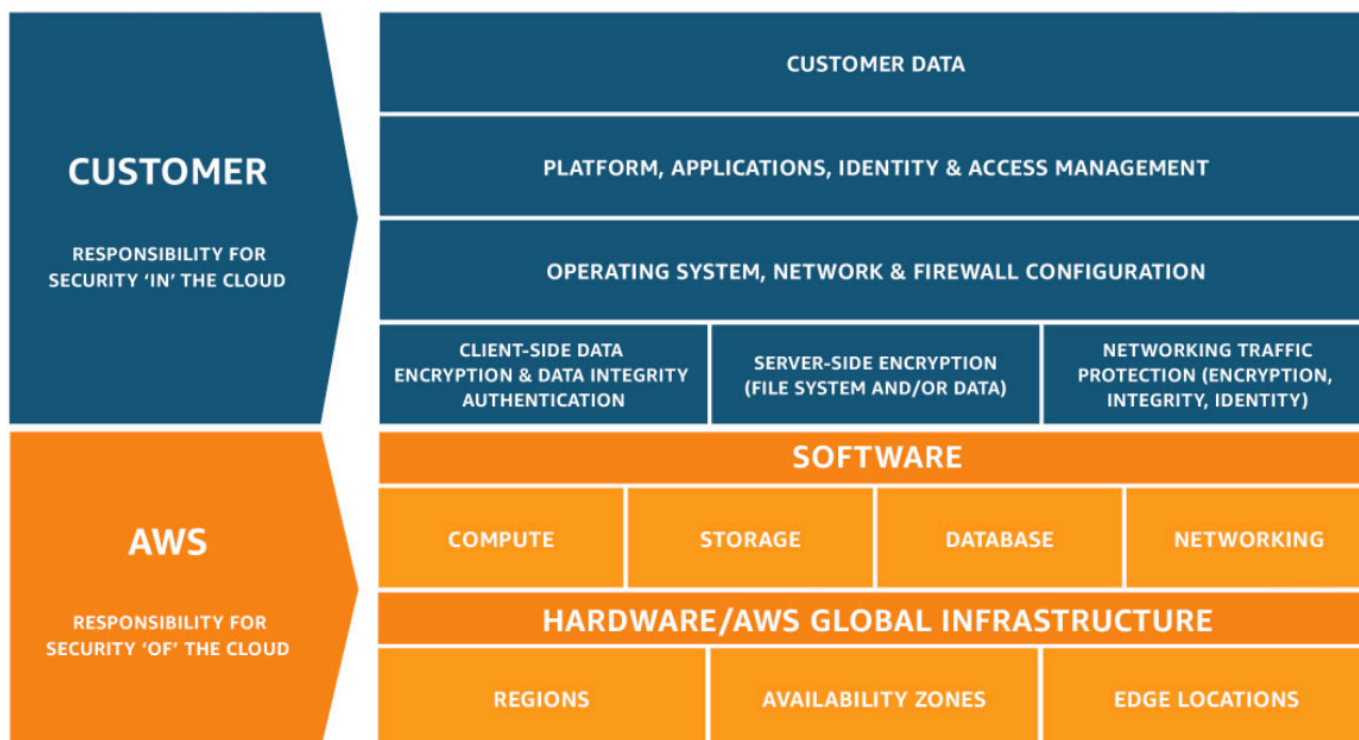 CUSTOMER
RESPONSIBILITY FOR
SECURITY ‘IN’ THE CLOUD
CUSTOMER DATA
PLATFORM, APPLICATIONS, IDENTITY & ACCESS MANAGEMENT
OPERATING SYSTEM, NETWORK & FIREWALL CONFIGURATION
CLIENT-SIDE DATA
ENCRYPTION & DATA INTEGRITY
AUTHENTICATION
SERVER-SIDE ENCRYPTION
(FILE SYSTEM AND/OR DATA)
NETWORKING TRAFFIC
PROTECTION (ENCRYPTION,
INTEGRITY, IDENTITY)
AWS
RESPONSIBILITY FOR
SECURITY ‘OF’ THE CLOUD
SOFTWARE
COMPUTE
STORAGE
DATABASE
NETWORKING
HARDWARE/AWS GLOBAL INFRASTRUCTURE
REGIONS
AVAILABILITY ZONES
EDGE LOCATIONS